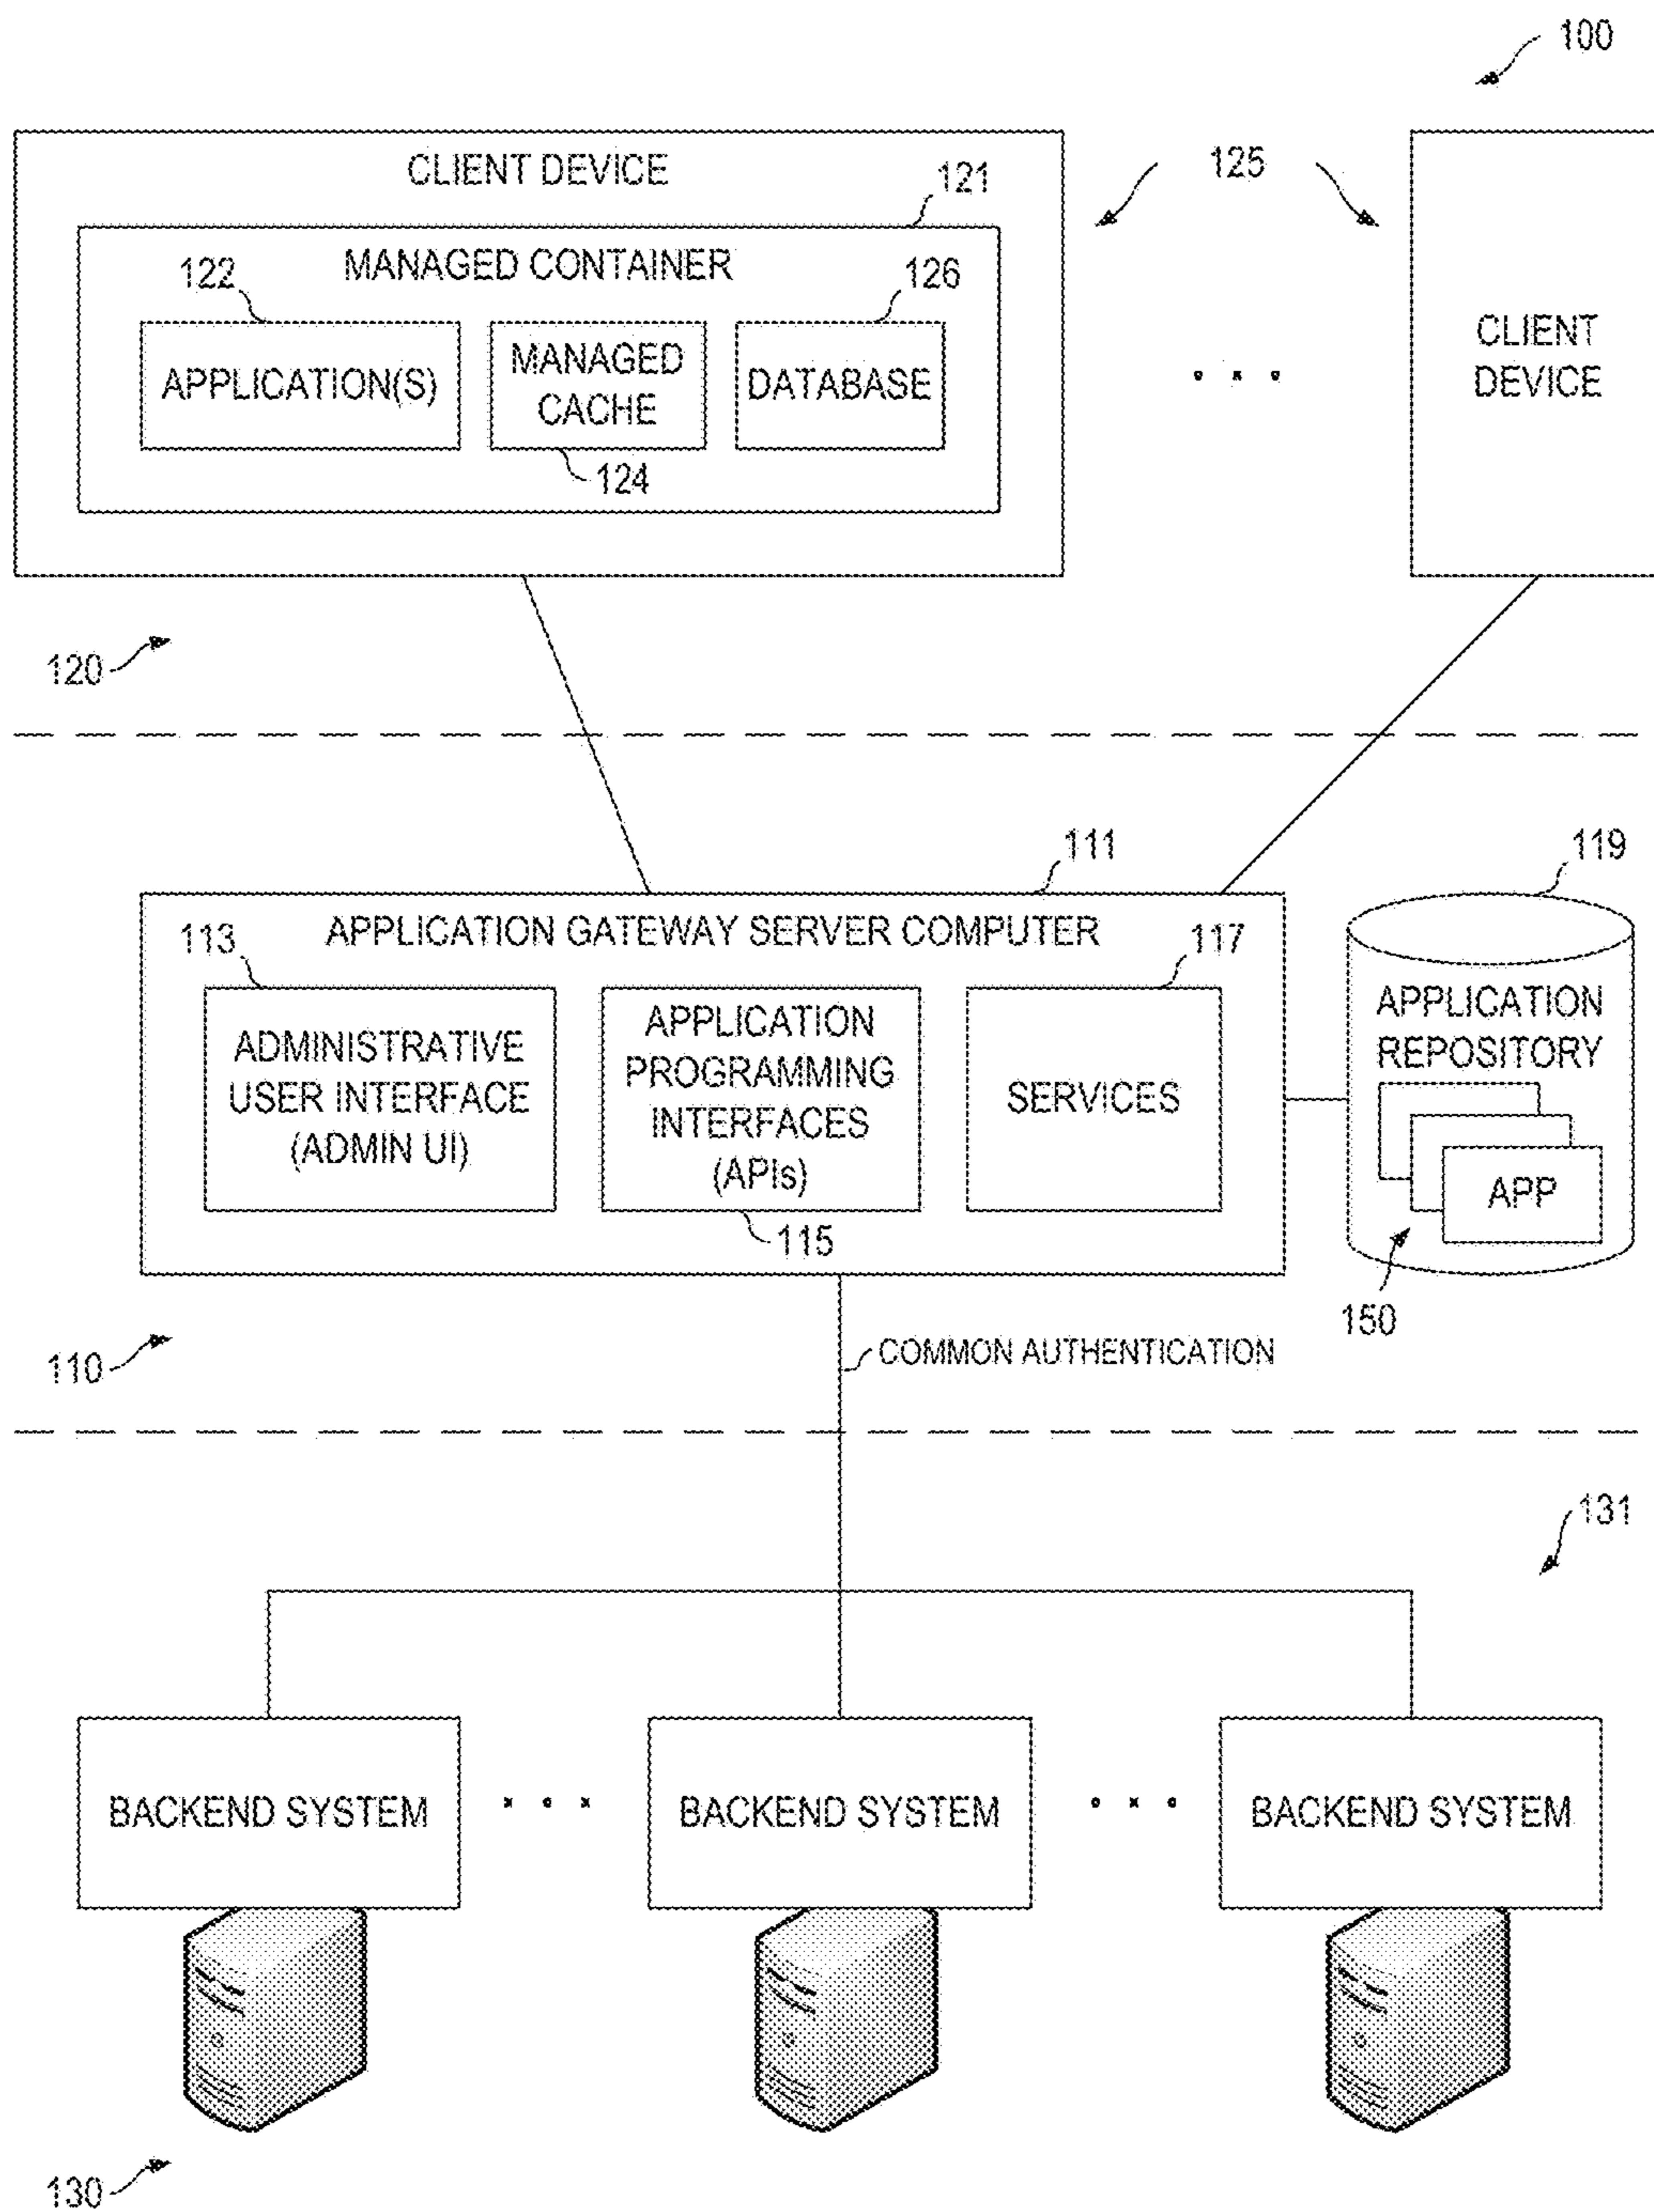 100
CLIENT DEVICE
125
121
MANAGED CONTAINER
122
126
APPLICATION(S)
MANAGED
CACHE
DATABASE
124
CLIENT
DEVICE
120
111
119
APPLICATION GATEWAY SERVER COMPUTER
113
117
ADMINISTRATIVE
USER INTERFACE
(ADMIN UI)
APPLICATION
PROGRAMMING
INTERFACES
(APIs)
115
SERVICES
APPLICATION
REPOSITORY
APP
150
110
COMMON AUTHENTICATION
131
BACKEND SYSTEM
BACKEND SYSTEM
BACKEND SYSTEM
130